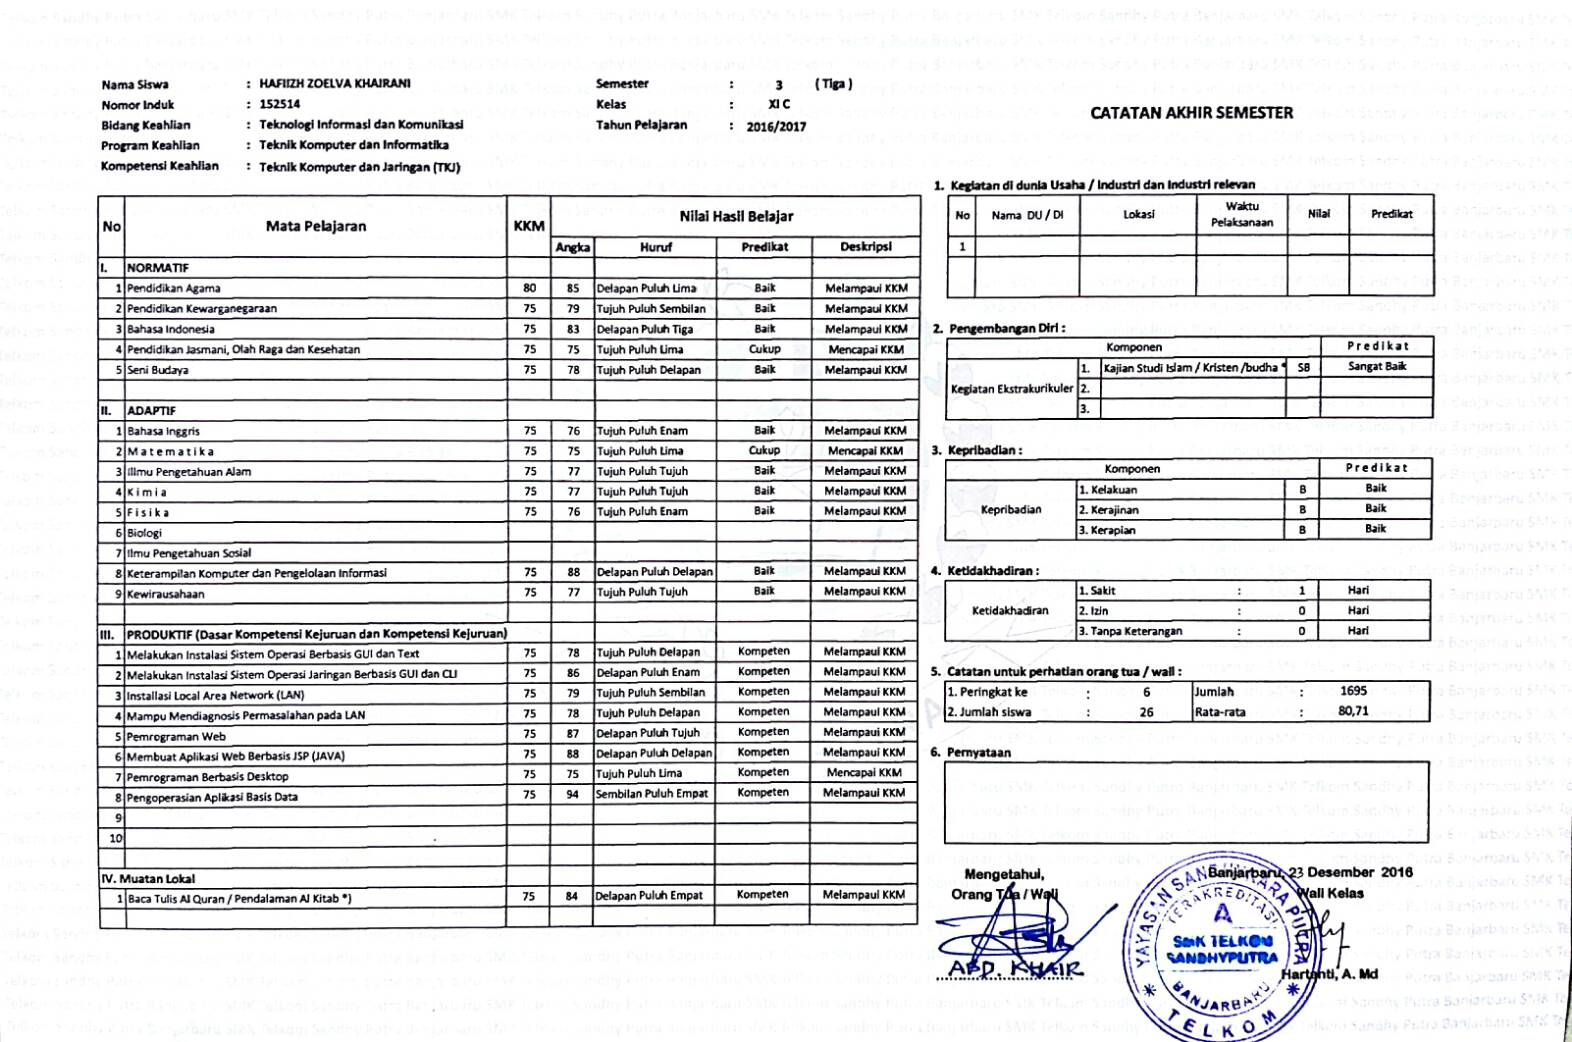 Nama Siswa : HAFIIZH ZOELVA KHAIRANI
Nomor Induk : 152514
Bidang Keahlian : Teknologi Informasi dan Komunikasi
Program Keahlian : Teknik Komputer dan Informatika
Kompetensi Keahlian : Teknik Komputer dan Jaringan (TKJ)
Semester : 3 ( Tiga )
Kelas : XI C
Tahun Pelajaran : 2016/2017
No Mata Pelajaran KKM Nilai Hasil Belajar
Angka Huruf Predikat Deskripsi
I. NORMATIF
1 Pendidikan Agama 80 85 Delapan Puluh Lima Baik Melampaui KKM
2 Pendidikan Kewarganegaraan 75 79 Tujuh Puluh Sembilan Baik Melampaui KKM
3 Bahasa Indonesia 75 83 Delapan Puluh Tiga Baik Melampaui KKM
4 Pendidikan Jasmani, Olah Raga dan Kesehatan 75 75 Tujuh Puluh Lima Cukup Mencapai KKM
5 Seni Budaya 75 78 Tujuh Puluh Delapan Baik Melampaui KKM
II. ADAPTIF
1 Bahasa Inggris 75 76 Tujuh Puluh Enam Baik Melampaui KKM
2 M a t e m a t i k a 75 75 Tujuh Puluh Lima Cukup Mencapai KKM
3 Illmu Pengetahuan Alam 75 77 Tujuh Puluh Tujuh Baik Melampaui KKM
4 K i m i a 75 77 Tujuh Puluh Tujuh Baik Melampaui KKM
5 F i s i k a 75 76 Tujuh Puluh Enam Baik Melampaui KKM
6 Biologi
7 Ilmu Pengetahuan Sosial
8 Keterampilan Komputer dan Pengelolaan Informasi 75 88 Delapan Puluh Delapan Baik Melampaui KKM
9 Kewirausahaan 75 77 Tujuh Puluh Tujuh Baik Melampaui KKM
III. PRODUKTIF (Dasar Kompetensi Kejuruan dan Kompetensi Kejuruan)
1 Melakukan Instalasi Sistem Operasi Berbasis GUI dan Text 75 78 Tujuh Puluh Delapan Kompeten Melampaui KKM
2 Melakukan Instalasi Sistem Operasi Jaringan Berbasis GUI dan CLI 75 86 Delapan Puluh Enam Kompeten Melampaui KKM
3 Installasi Local Area Network (LAN) 75 79 Tujuh Puluh Sembilan Kompeten Melampaui KKM
4 Mampu Mendiagnosis Permasalahan pada LAN 75 78 Tujuh Puluh Delapan Kompeten Melampaui KKM
5 Pemrograman Web 75 87 Delapan Puluh Tujuh Kompeten Melampaui KKM
6 Membuat Aplikasi Web Berbasis JSP (JAVA) 75 88 Delapan Puluh Delapan Kompeten Melampaui KKM
7 Pemrograman Berbasis Desktop 75 75 Tujuh Puluh Lima Kompeten Mencapai KKM
8 Pengoperasian Aplikasi Basis Data 75 94 Sembilan Puluh Empat Kompeten Melampaui KKM
9
10
IV. Muatan Lokal
1 Baca Tulis Al Quran / Pendalaman Al Kitab *) 75 84 Delapan Puluh Empat Kompeten Melampaui KKM
CATATAN AKHIR SEMESTER
1. Kegiatan di dunia Usaha / Industri dan Industri relevan
No Nama DU / DI Lokasi Waktu Pelaksanaan Nilai Predikat
1
2. Pengembangan Diri :
Komponen Predikat
Kegiatan Ekstrakurikuler
1. Kajian Studi Islam / Kristen /budha * SB Sangat Baik
2.
3.
3. Kepribadian :
Komponen Predikat
Kepribadian
1. Kelakuan B Baik
2. Kerajinan B Baik
3. Kerapian B Baik
4. Ketidakhadiran :
Ketidakhadiran
1. Sakit : 1 Hari
2. Izin : 0 Hari
3. Tanpa Keterangan : 0 Hari
5. Catatan untuk perhatian orang tua / wali :
1. Peringkat ke : 6 Jumlah : 1695
2. Jumlah siswa : 26 Rata-rata : 80,71
6. Pernyataan
Mengetahui,
Orang Tua / Wali
ABD. KHAIR
Banjarbaru, 23 Desember 2016
Wali Kelas
Hartanti, A. Md
YAYASAN SANDHYKARA PUTRA
TELKOM
TERAKREDITASI
A
SMK TELKOM
SANDHYPUTRA
BANJARBARU